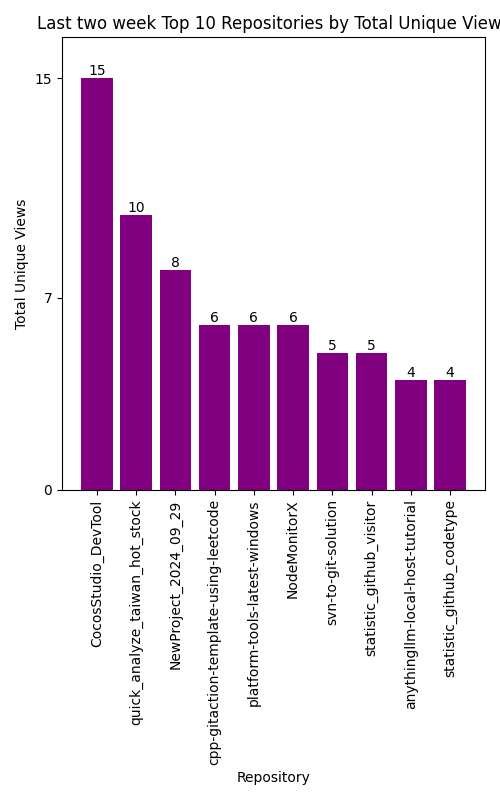 Last two week Top 10 Repositories by Total Unique View
Total Unique Views
15
7
0
15
10
8
6
6
6
5
5
4
4
CocosStudio_DevTool
quick_analyze_taiwan_hot_stock
NewProject_2024_09_29
cpp-gitaction-template-using-leetcode
platform-tools-latest-windows
NodeMonitorX
svn-to-git-solution
statistic_github_visitor
anythingllm-local-host-tutorial
statistic_github_codetype
Repository